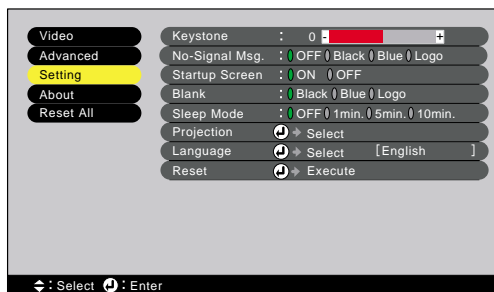 Video
Advanced
Setting
About
Reset All
Keystone : 0 - +
No-Signal Msg. : OFF Black Blue Logo
Startup Screen : ON OFF
Blank : Black Blue Logo
Sleep Mode : OFF 1min. 5min. 10min.
Projection Select
Language Select [English ]
Reset Execute
: Select : Enter